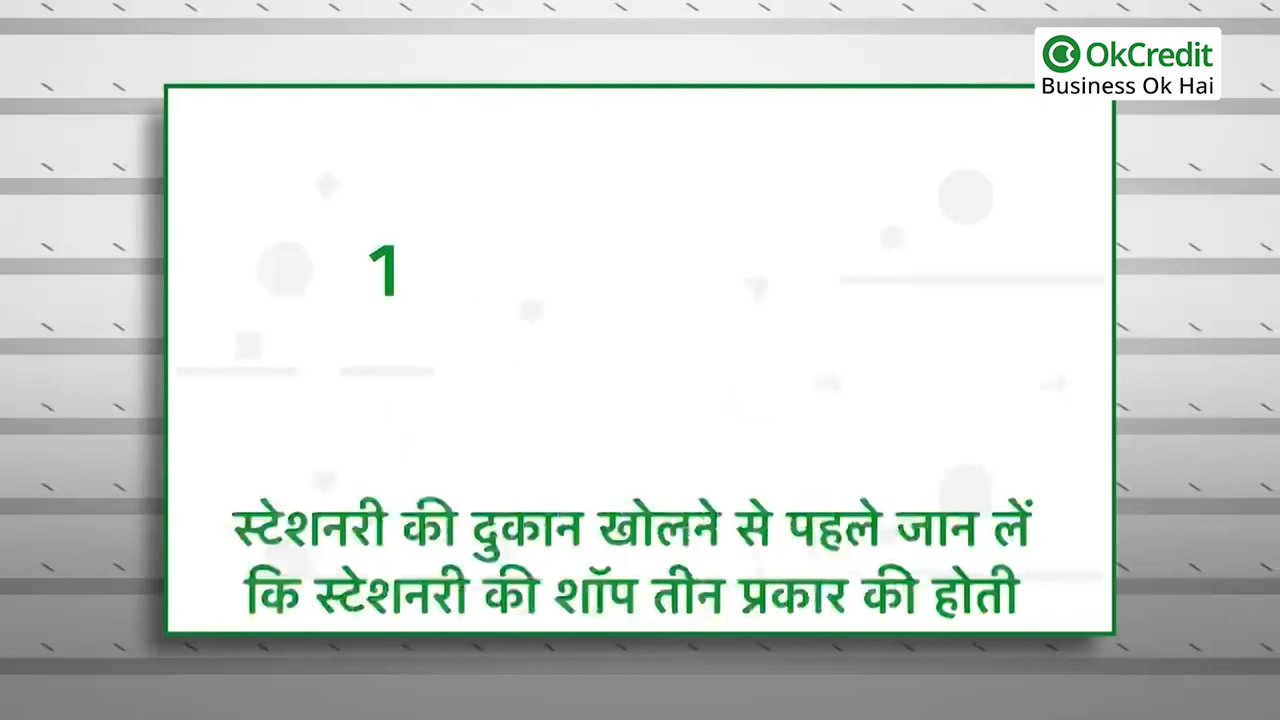 OkCredit
Business Ok Hai
1
स्टेशनरी की दुकान खोलने से पहले जान लें
कि स्टेशनरी की शॉप तीन प्रकार की होती